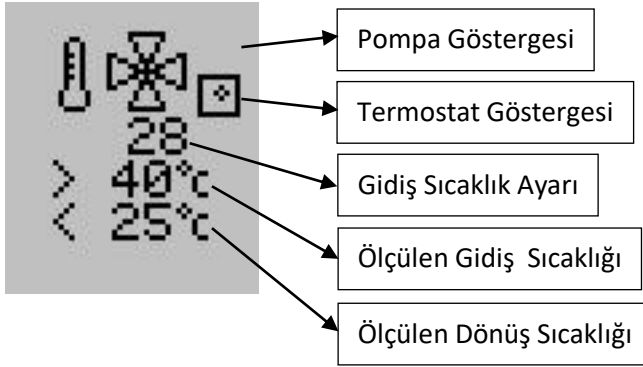 Pompa Göstergesi
Termostat Göstergesi
28
Gidiş Sıcaklık Ayarı
> 40°C
Ölçülen Gidiş Sıcaklığı
< 25°C
Ölçülen Dönüş Sıcaklığı